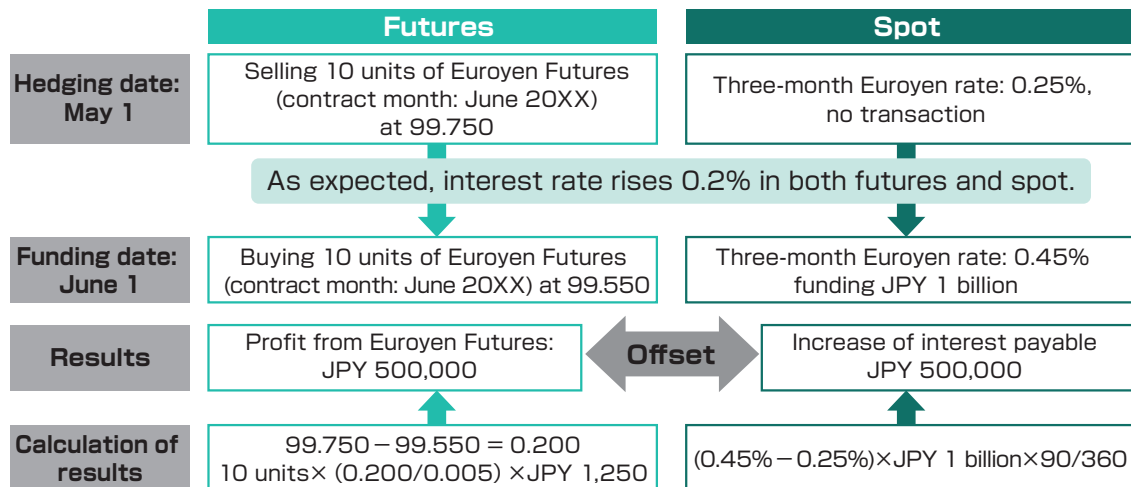 Futures
Spot
Hedging date:
May 1
Selling 10 units of Euroyen Futures
(contract month: June 20XX)
at 99.750
Three-month Euroyen rate: 0.25%,
no transaction
As expected, interest rate rises 0.2% in both futures and spot.
Funding date:
June 1
Buying 10 units of Euroyen Futures
(contract month: June 20XX) at 99.550
Three-month Euroyen rate: 0.45%
funding JPY 1 billion
Results
Profit from Euroyen Futures:
JPY 500,000
Offset
Increase of interest payable
JPY 500,000
Calculation of
results
99.750−99.550 = 0.200
10 units× (0.200/0.005) ×JPY 1,250
(0.45%−0.25%)×JPY 1 billion×90/360